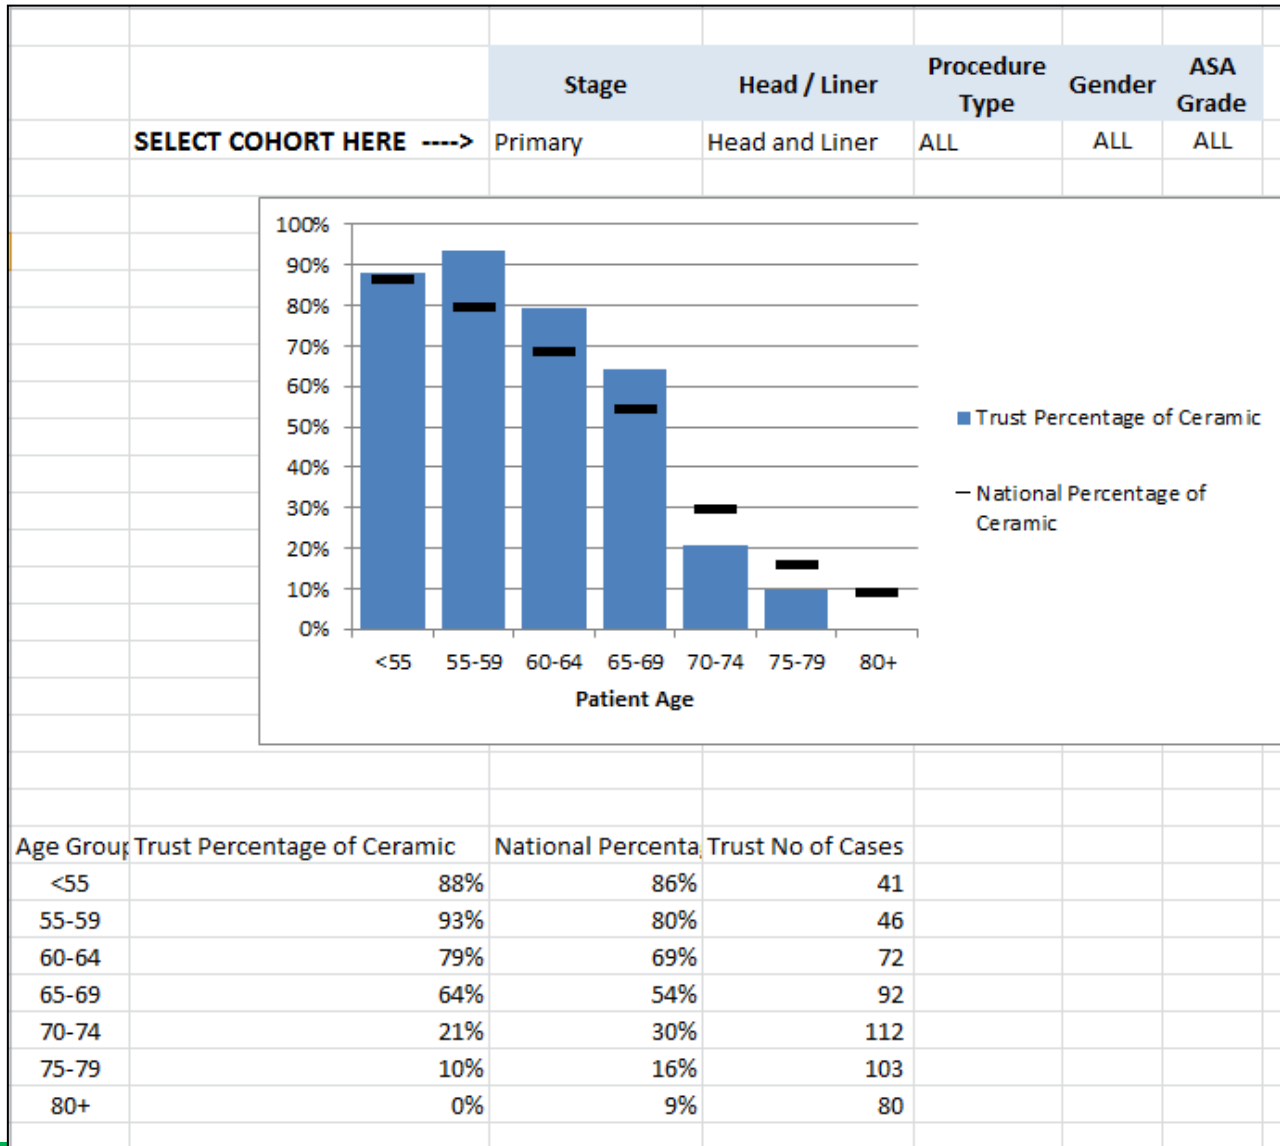 Stage Head / Liner Procedure Type Gender ASA Grade
SELECT COHORT HERE ----> Primary Head and Liner ALL ALL ALL
100%
90%
80%
70%
60%
50%
40%
30%
20%
10%
0%
<55 55-59 60-64 65-69 70-74 75-79 80+
Patient Age
Trust Percentage of Ceramic
National Percentage of
Ceramic
Age Group Trust Percentage of Ceramic National Percenta Trust No of Cases
<55 88% 86% 41
55-59 93% 80% 46
60-64 79% 69% 72
65-69 64% 54% 92
70-74 21% 30% 112
75-79 10% 16% 103
80+ 0% 9% 80